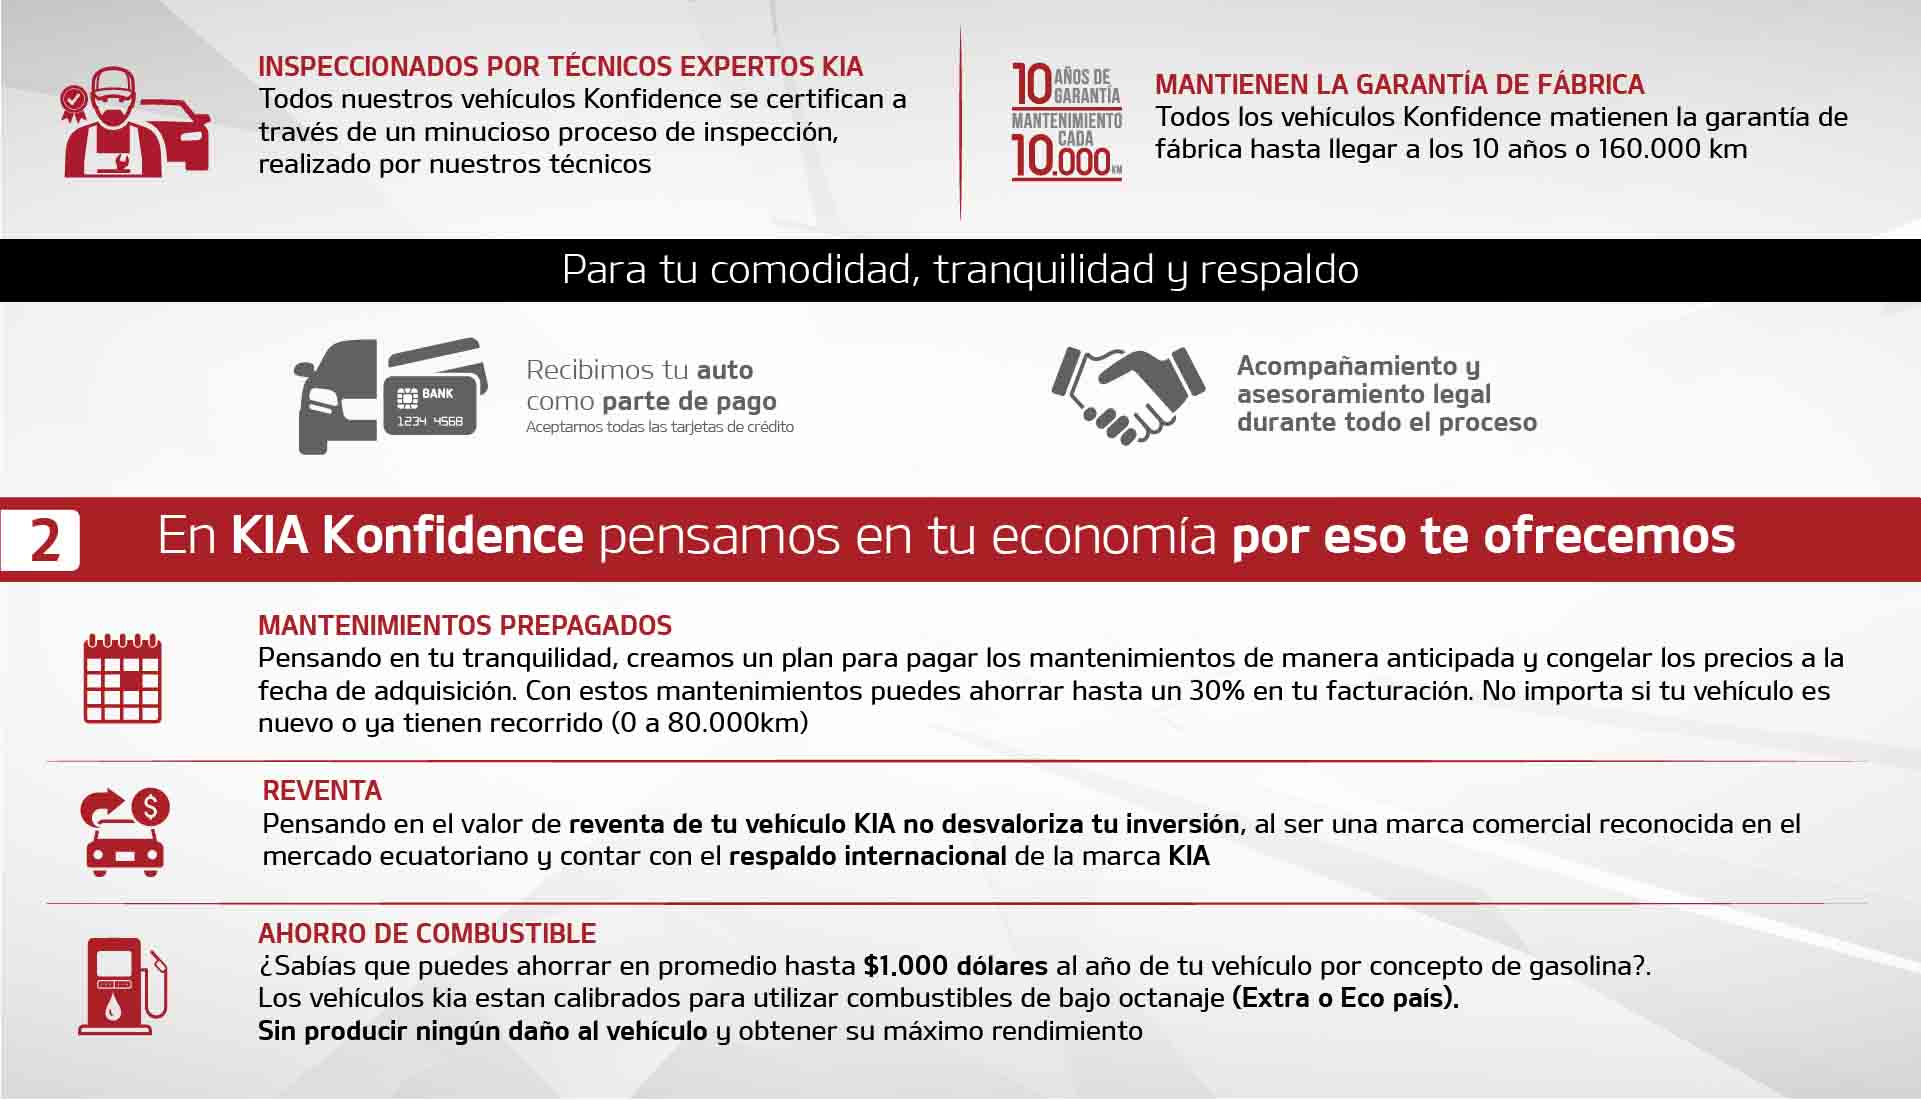 INSPECCIONADOS POR TÉCNICOS EXPERTOS KIA
Todos nuestros vehículos Konfidence se certifican a
través de un minucioso proceso de inspección,
realizado por nuestros técnicos
10 AÑOS DE
GARANTÍA
MANTENIMIENTO
CADA
10.000 KM
MANTIENEN LA GARANTÍA DE FÁBRICA
Todos los vehículos Konfidence matienen la garantía de
fábrica hasta llegar a los 10 años o 160.000 km
Para tu comodidad, tranquilidad y respaldo
BANK
1234 4568
Recibimos tu auto
como parte de pago
Aceptamos todas las tarjetas de crédito
Acompañamiento y
asesoramiento legal
durante todo el proceso
2
En KIA Konfidence pensamos en tu economía por eso te ofrecemos
MANTENIMIENTOS PREPAGADOS
Pensando en tu tranquilidad, creamos un plan para pagar los mantenimientos de manera anticipada y congelar los precios a la
fecha de adquisición. Con estos mantenimientos puedes ahorrar hasta un 30% en tu facturación. No importa si tu vehículo es
nuevo o ya tienen recorrido (0 a 80.000km)
REVENTA
$
Pensando en el valor de reventa de tu vehículo KIA no desvaloriza tu inversión, al ser una marca comercial reconocida en el
mercado ecuatoriano y contar con el respaldo internacional de la marca KIA
AHORRO DE COMBUSTIBLE
¿Sabías que puedes ahorrar en promedio hasta $1.000 dólares al año de tu vehículo por concepto de gasolina?.
Los vehículos kia estan calibrados para utilizar combustibles de bajo octanaje (Extra o Eco país).
Sin producir ningún daño al vehículo y obtener su máximo rendimiento